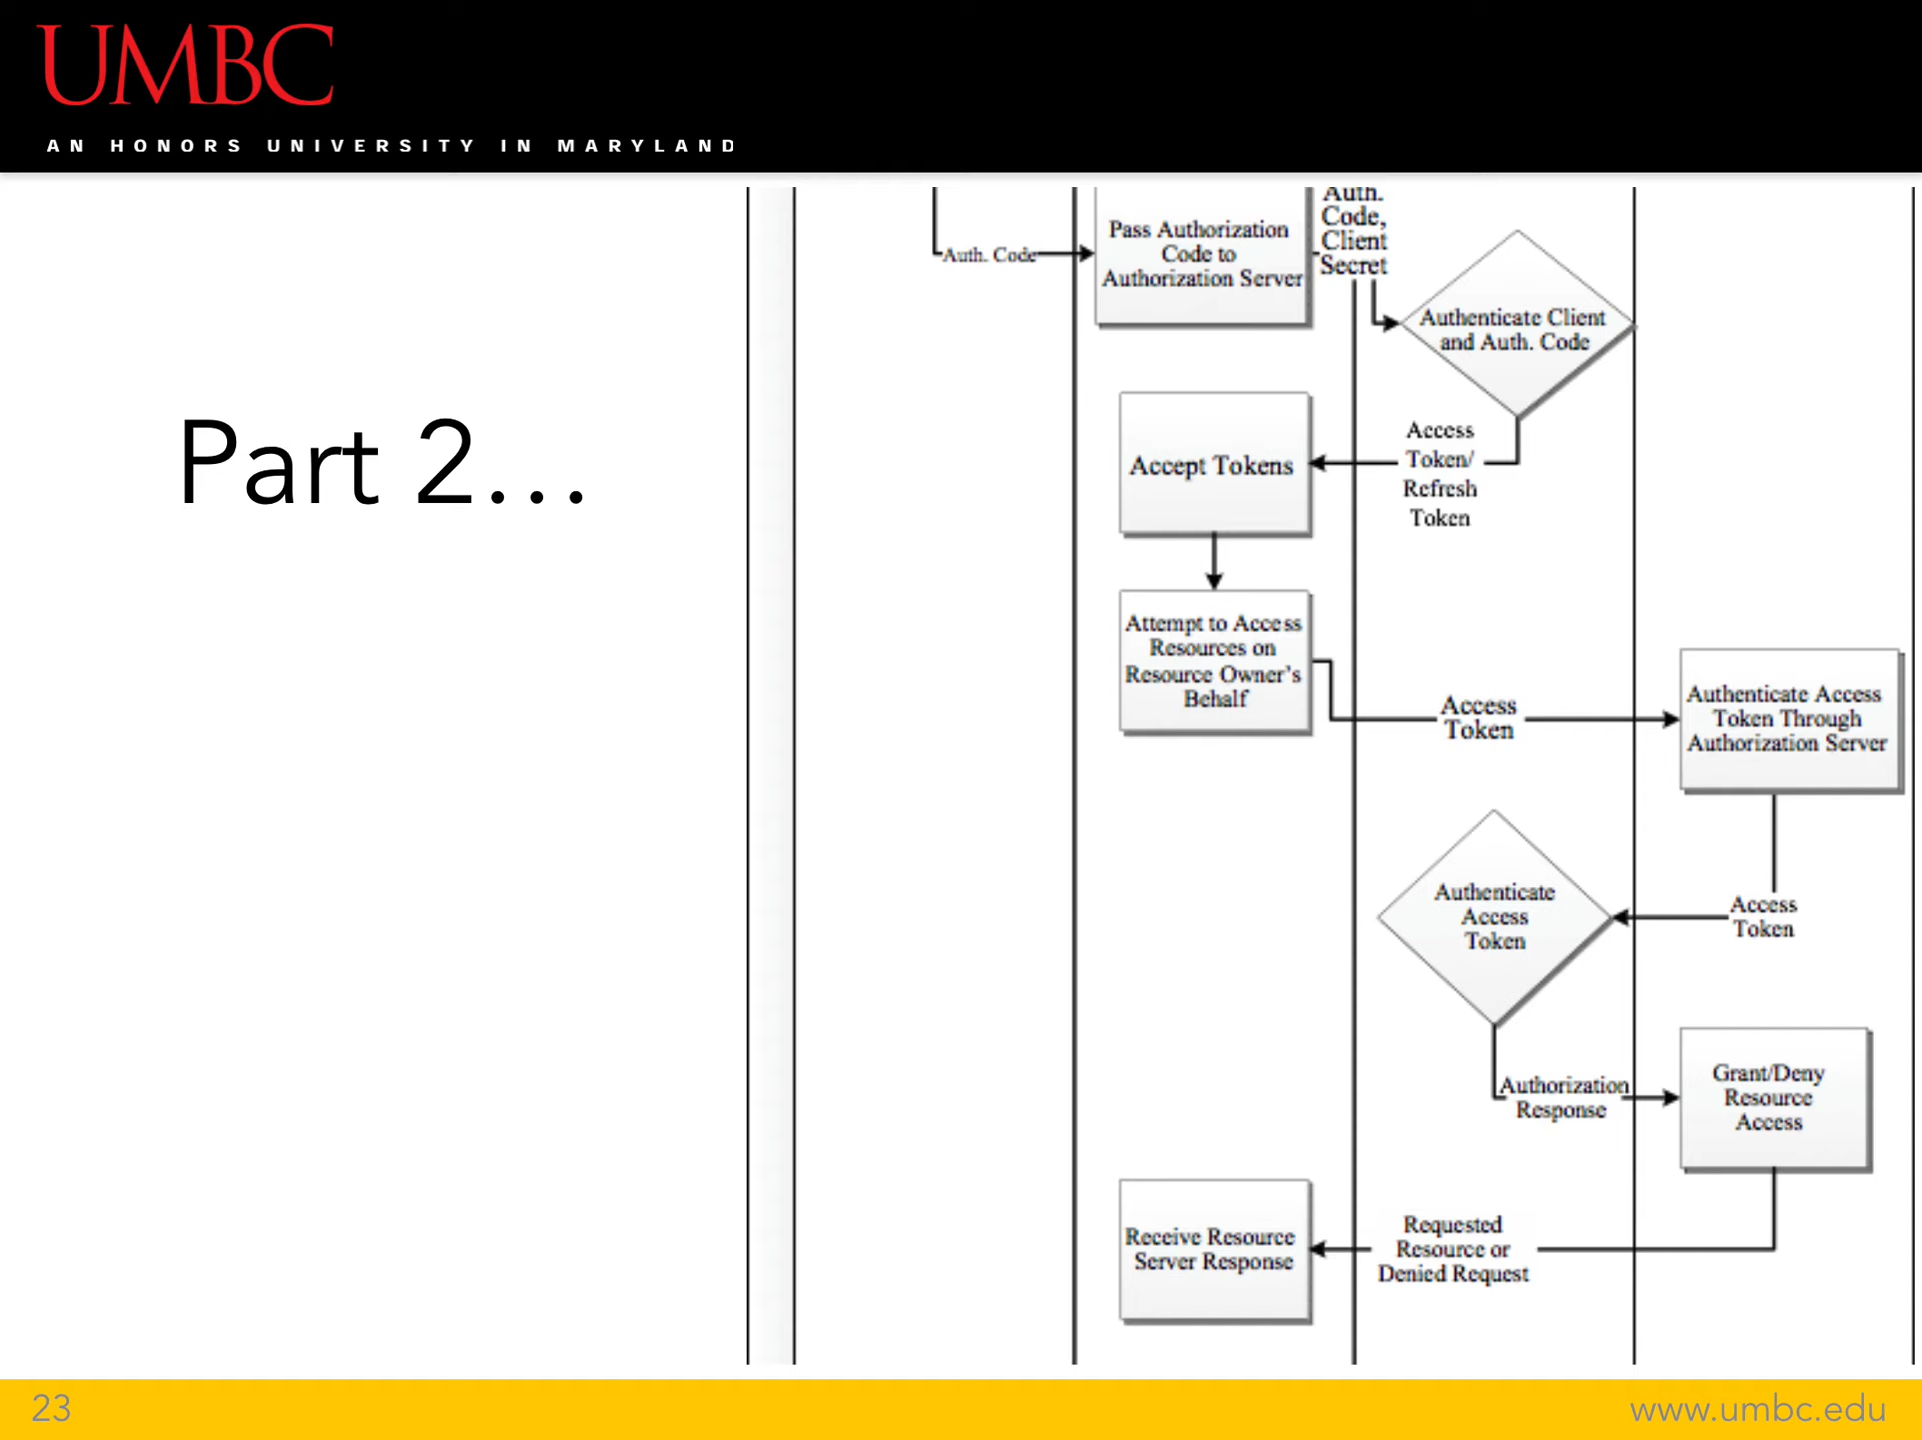 UMBC
AN HONORS UNIVERSITY IN MARYLAND
Part 2...
Auth. Code
Pass Authorization
Code to
Authorization Server
Auth.
Code,
Client
Secret
Authenticate Client
and Auth. Code
Access
Token/
Refresh
Token
Accept Tokens
Attempt to Access
Resources on
Resource Owner's
Behalf
Access
Token
Authenticate Access
Token Through
Authorization Server
Access
Token
Authenticate
Access
Token
Authorization
Response
Grant/Deny
Resource
Access
Requested
Resource or
Denied Request
Receive Resource
Server Response
23
www.umbc.edu